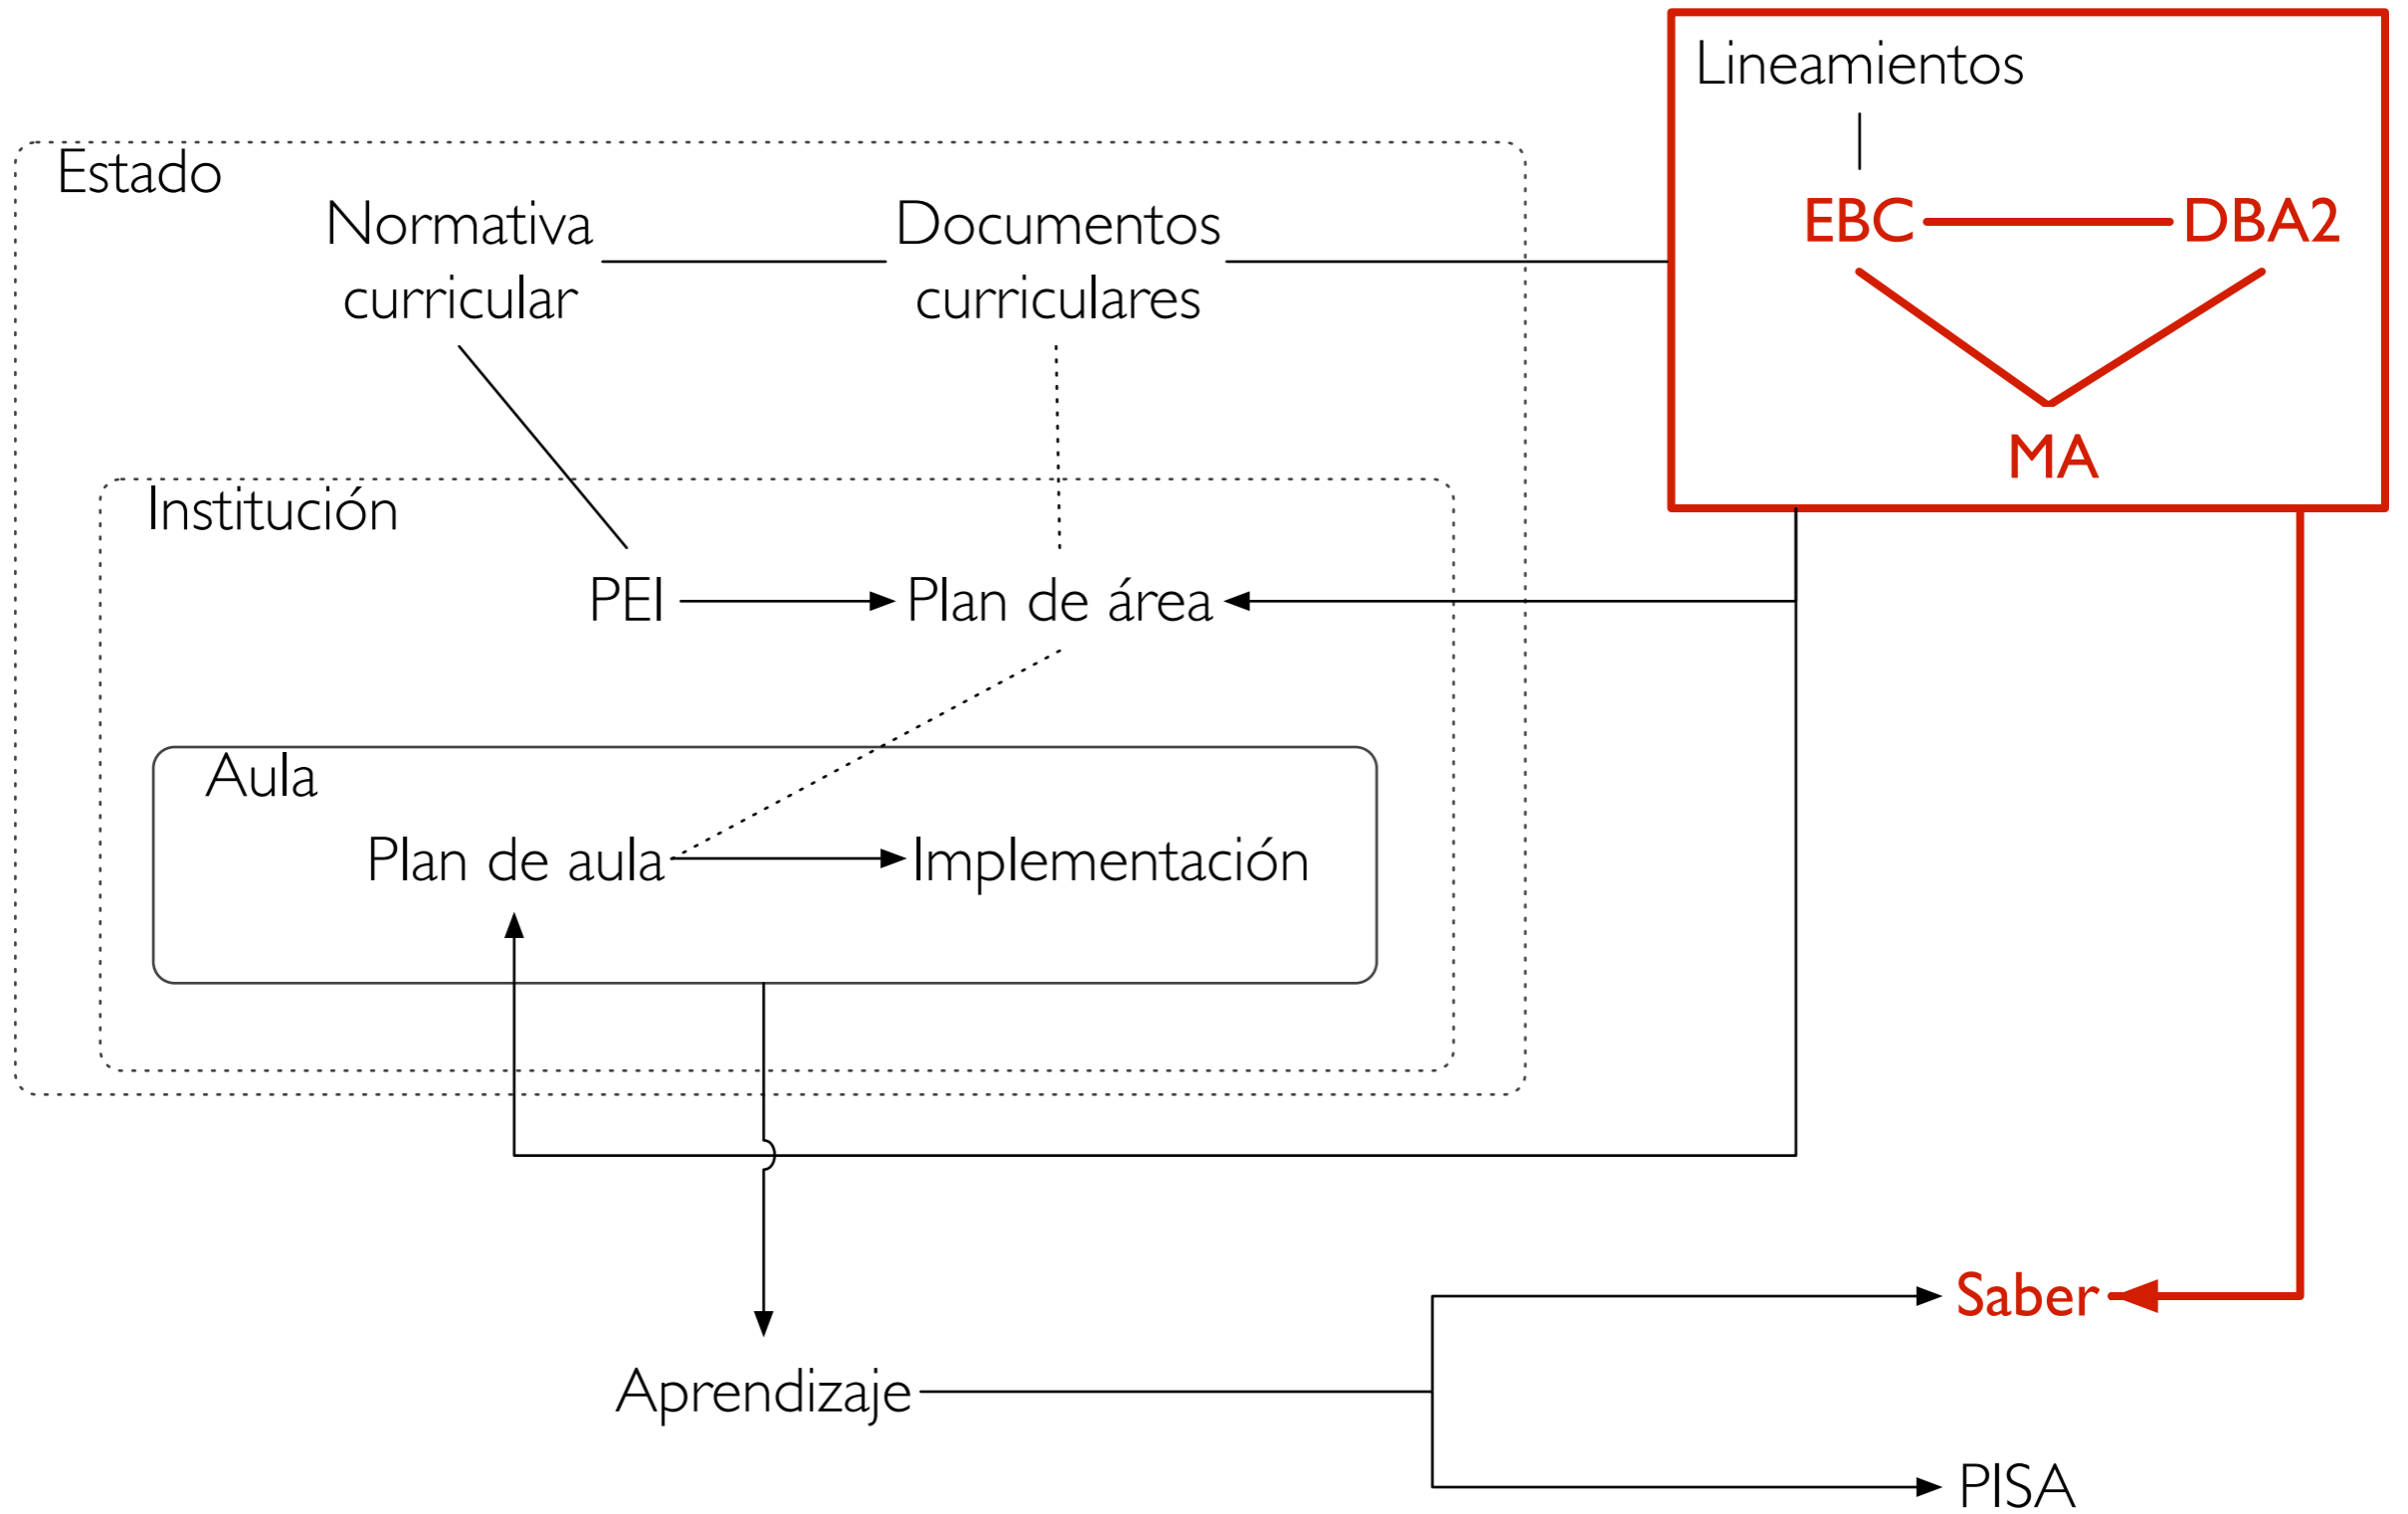 Lineamientos
Estado
Normativa
curricular
Documentos
curriculares
EBC
DBA2
MA
Institución
PEI
Plan de área
Aula
Plan de aula
Implementación
Saber
Aprendizaje
PISA